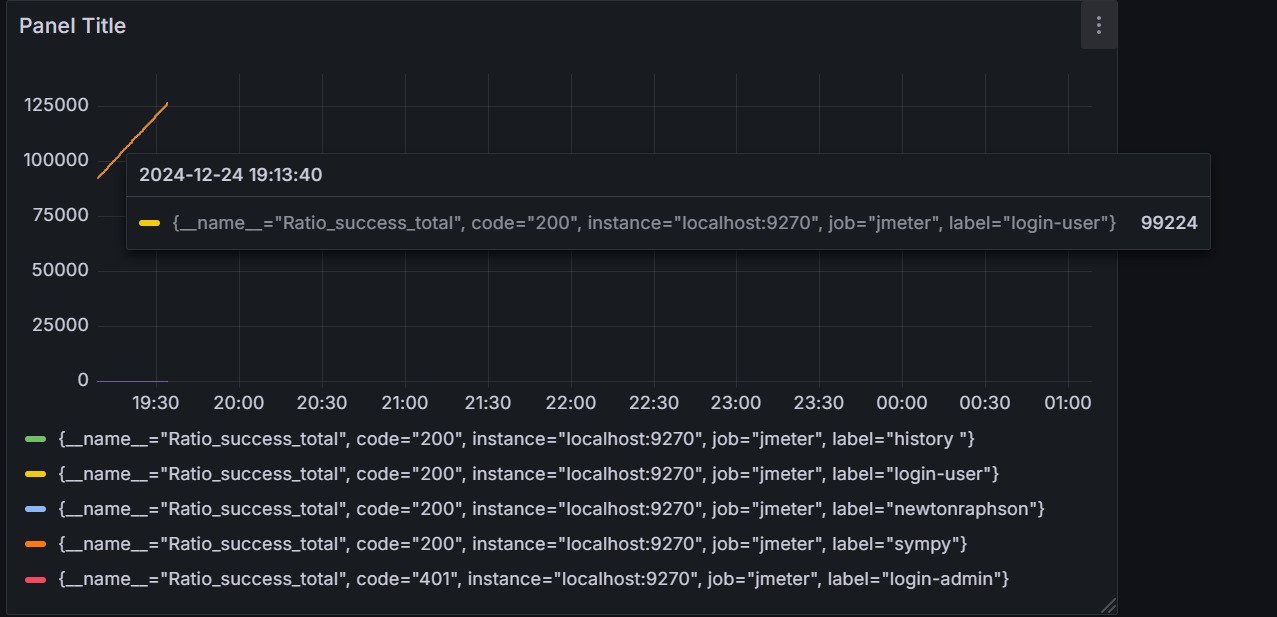 Panel Title
125000
100000
75000
50000
25000
0
2024-12-24 19:13:40
{__name__="Ratio_success_total", code="200", instance="localhost:9270", job="jmeter", label="login-user"} 99224
19:30 20:00 20:30 21:00 21:30 22:00 22:30 23:00 23:30 00:00 00:30 01:00
{__name__="Ratio_success_total", code="200", instance="localhost:9270", job="jmeter", label="history "}
{__name__="Ratio_success_total", code="200", instance="localhost:9270", job="jmeter", label="login-user"}
{__name__="Ratio_success_total", code="200", instance="localhost:9270", job="jmeter", label="newtonraphson"}
{__name__="Ratio_success_total", code="200", instance="localhost:9270", job="jmeter", label="sympy"}
{__name__="Ratio_success_total", code="401", instance="localhost:9270", job="jmeter", label="login-admin"}